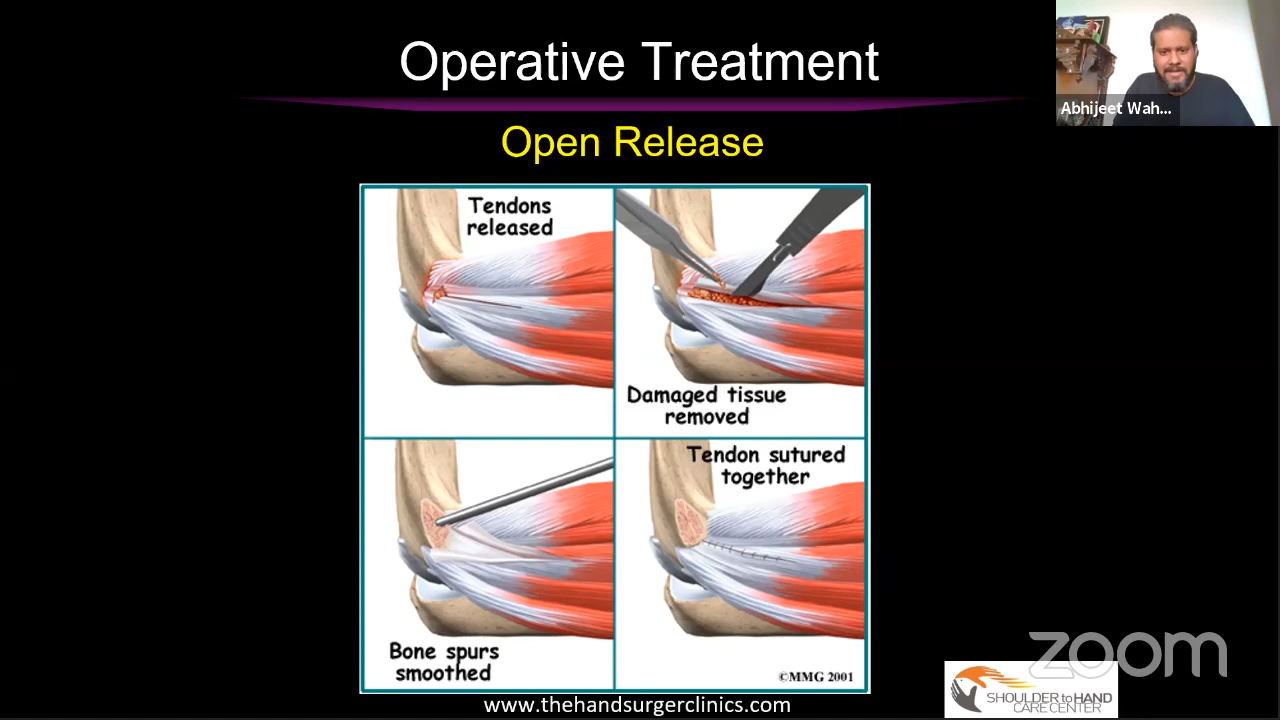 Operative Treatment
Abhijeet Wah...
Open Release
Tendons
released
Damaged tissue
removed
Bone spurs
smoothed
Tendon sutured
together
©MMG 2001
zoom
SHOULDER to HAND
CARE CENTER
www.thehandsurgerclinics.com